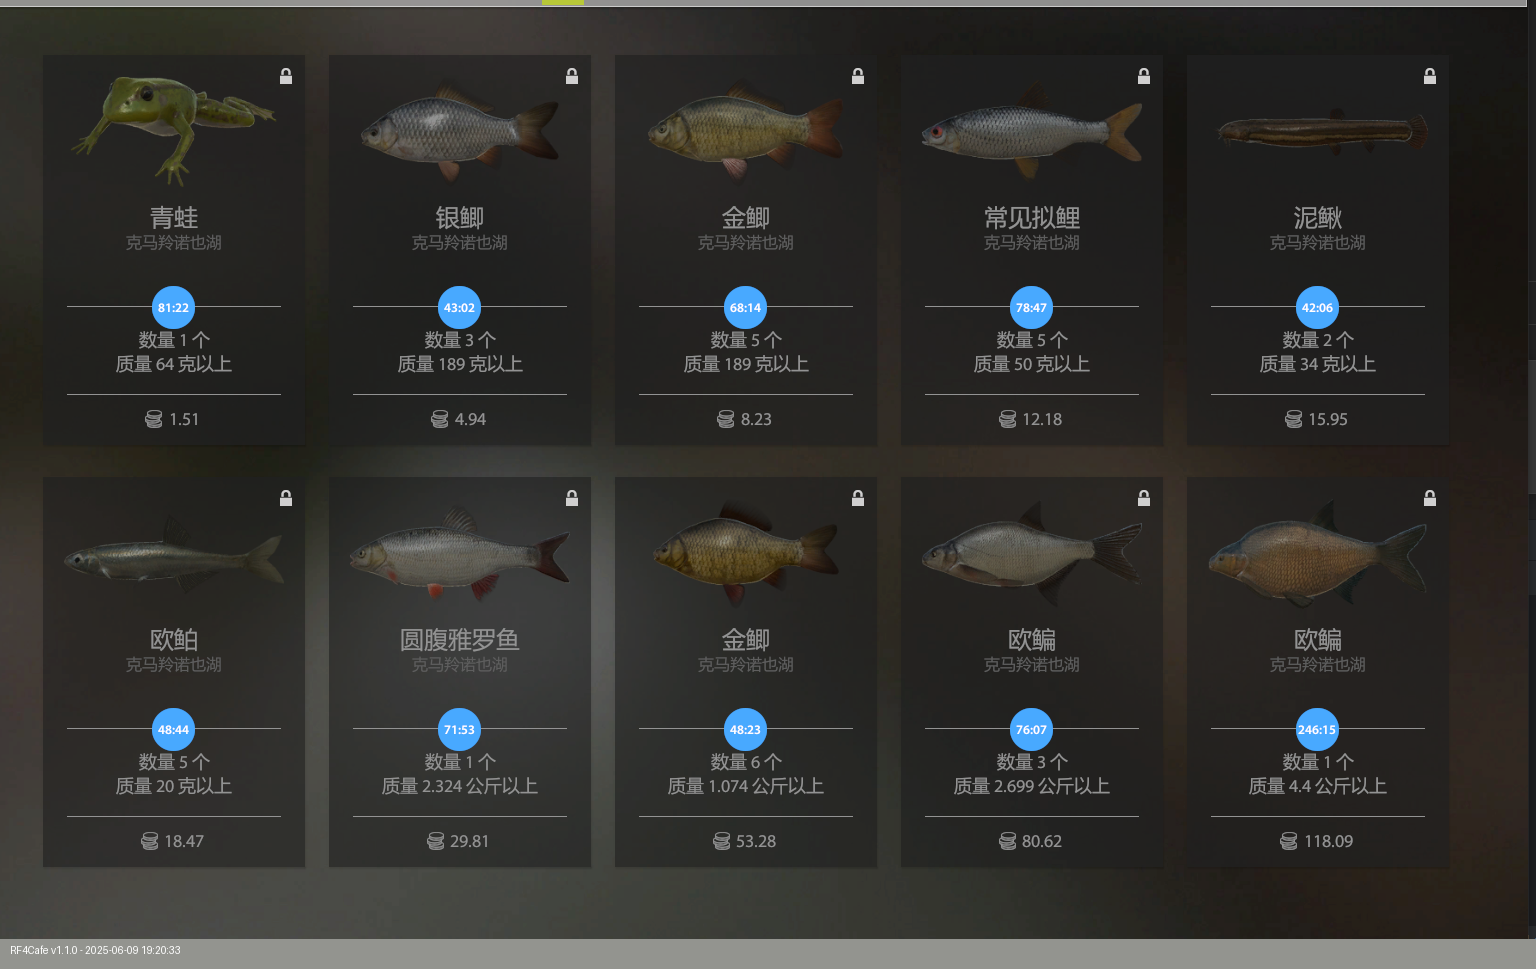 青蛙
克马羚诺也湖
81:22
数量 1 个
质量 64 克以上
1.51
银鲫
克马羚诺也湖
43:02
数量 3 个
质量 189 克以上
4.94
金鲫
克马羚诺也湖
68:14
数量 5 个
质量 189 克以上
8.23
常见拟鲤
克马羚诺也湖
78:47
数量 5 个
质量 50 克以上
12.18
泥鳅
克马羚诺也湖
42:06
数量 2 个
质量 34 克以上
15.95
欧鲌
克马羚诺也湖
48:44
数量 5 个
质量 20 克以上
18.47
圆腹雅罗鱼
克马羚诺也湖
71:53
数量 1 个
质量 2.324 公斤以上
29.81
金鲫
克马羚诺也湖
48:23
数量 6 个
质量 1.074 公斤以上
53.28
欧鳊
克马羚诺也湖
76:07
数量 3 个
质量 2.699 公斤以上
80.62
欧鳊
克马羚诺也湖
246:15
数量 1 个
质量 4.4 公斤以上
118.09
RF4Cafe v1.1.0 - 2025-06-09 19:20:33